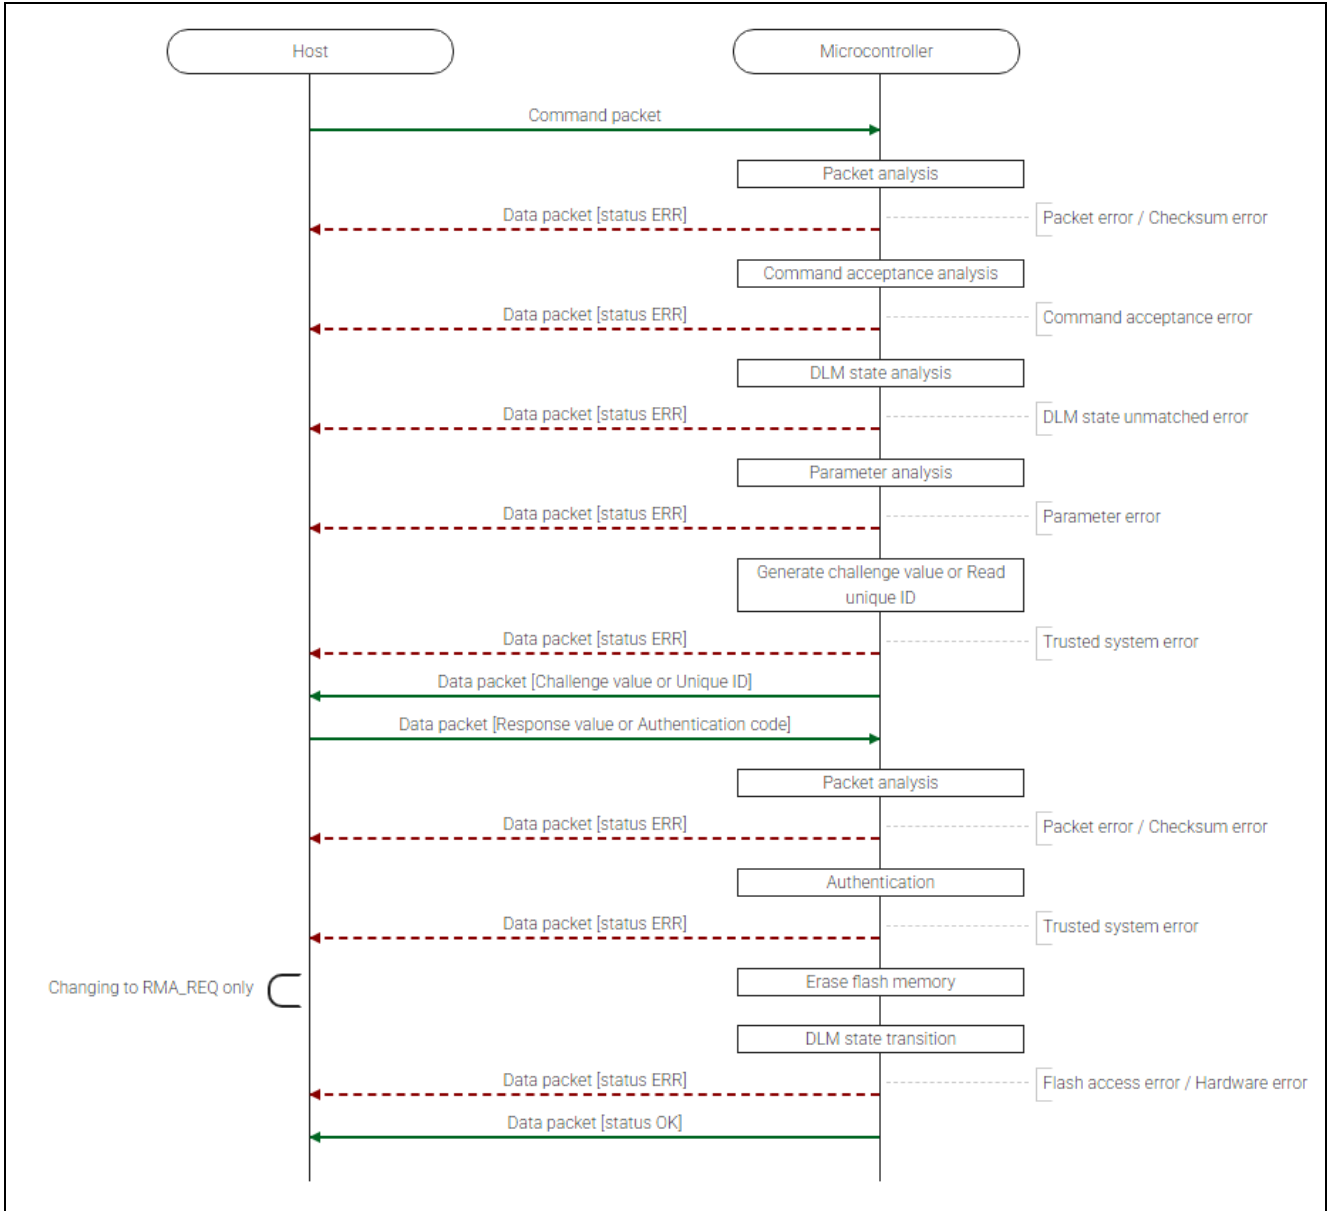 Host
Microcontroller
Command packet
Packet analysis
Data packet [status ERR]
Packet error / Checksum error
Command acceptance analysis
Data packet [status ERR]
Command acceptance error
DLM state analysis
Data packet [status ERR]
DLM state unmatched error
Parameter analysis
Data packet [status ERR]
Parameter error
Generate challenge value or Read
unique ID
Data packet [status ERR]
Trusted system error
Data packet [Challenge value or Unique ID]
Data packet [Response value or Authentication code]
Packet analysis
Data packet [status ERR]
Packet error / Checksum error
Authentication
Data packet [status ERR]
Trusted system error
Changing to RMA_REQ only
Erase flash memory
DLM state transition
Data packet [status ERR]
Flash access error / Hardware error
Data packet [status OK]